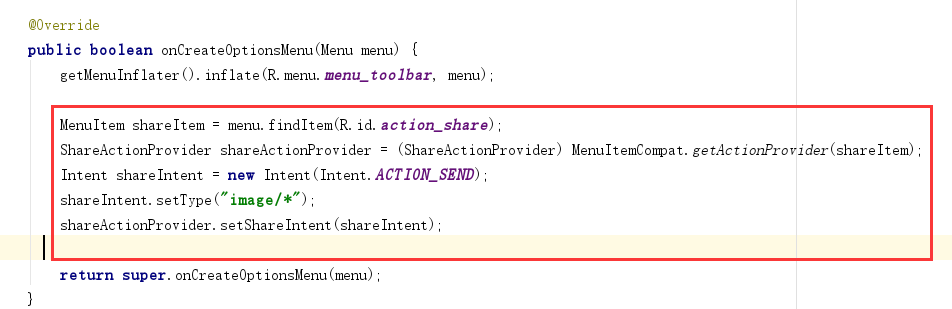 @Override
public boolean onCreateOptionsMenu(Menu menu) {
getMenuInflater().inflate(R.menu.menu_toolbar, menu);
MenuItem shareItem = menu.findItem(R.id.action_share);
ShareActionProvider shareActionProvider = (ShareActionProvider) MenuItemCompat.getActionProvider(shareItem);
Intent shareIntent = new Intent(Intent.ACTION_SEND);
shareIntent.setType("image/*");
shareActionProvider.setShareIntent(shareIntent);
return super.onCreateOptionsMenu(menu);
}